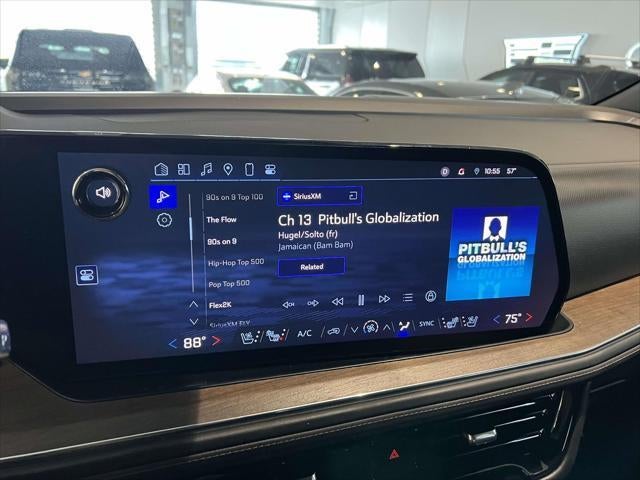 D 10:55 57°
90s on 9 Top 100
The Flow
90s on 9
Hip-Hop Top 500
Pop Top 500
Flex2K
SiriusXM FLY
SiriusXM
Ch 13 Pitbull's Globalization
Hugel/Solto (fr)
Jamaican (Bam Bam)
Related
PITBULL'S
GLOBALIZATION
< 88° > A/C SYNC < 75° >